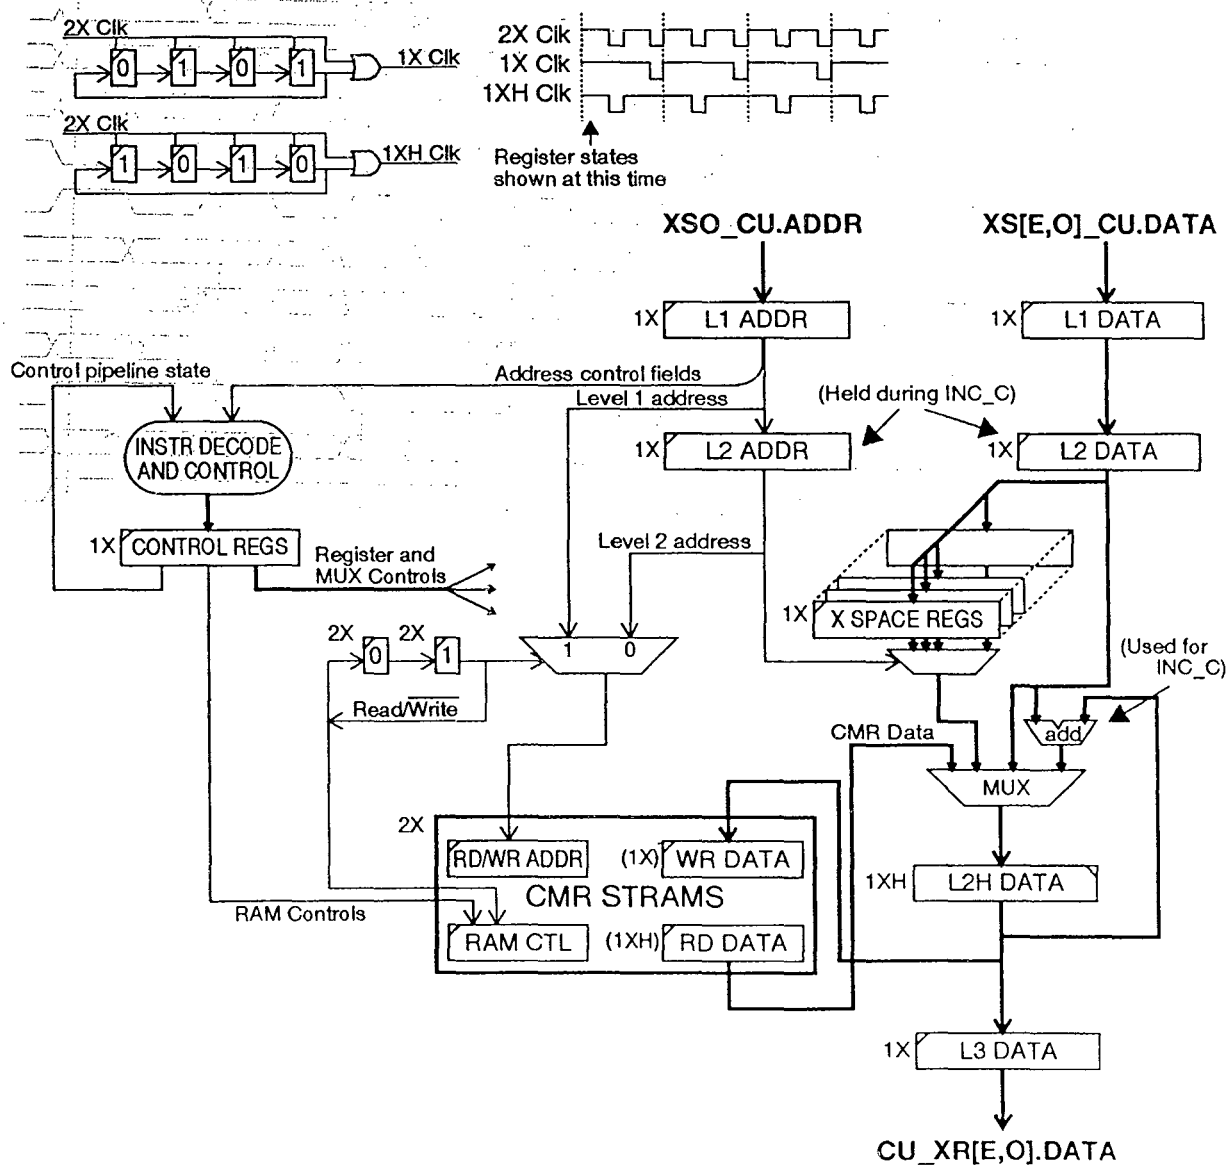 2X Clk
0 1 0 1
1X Clk
2X Clk
1 0 1 0
1XH Clk
2X Clk
1X Clk
1XH Clk
Register states
shown at this time
XSO_CU.ADDR
XS[E,O]_CU.DATA
1X
L1 ADDR
1X
L1 DATA
Control pipeline state
Address control fields
Level 1 address
(Held during INC_C)
INSTR DECODE
AND CONTROL
1X
L2 ADDR
1X
L2 DATA
1X
CONTROL REGS
Register and
MUX Controls
Level 2 address
1X
X SPACE REGS
2X
0
2X
1
1 0
(Used for
INC_C)
Read/Write
CMR Data
add
MUX
2X
RD/WR ADDR
(1X)
WR DATA
CMR STRAMS
1XH
L2H DATA
RAM Controls
RAM CTL
(1XH)
RD DATA
1X
L3 DATA
CU_XR[E,O].DATA